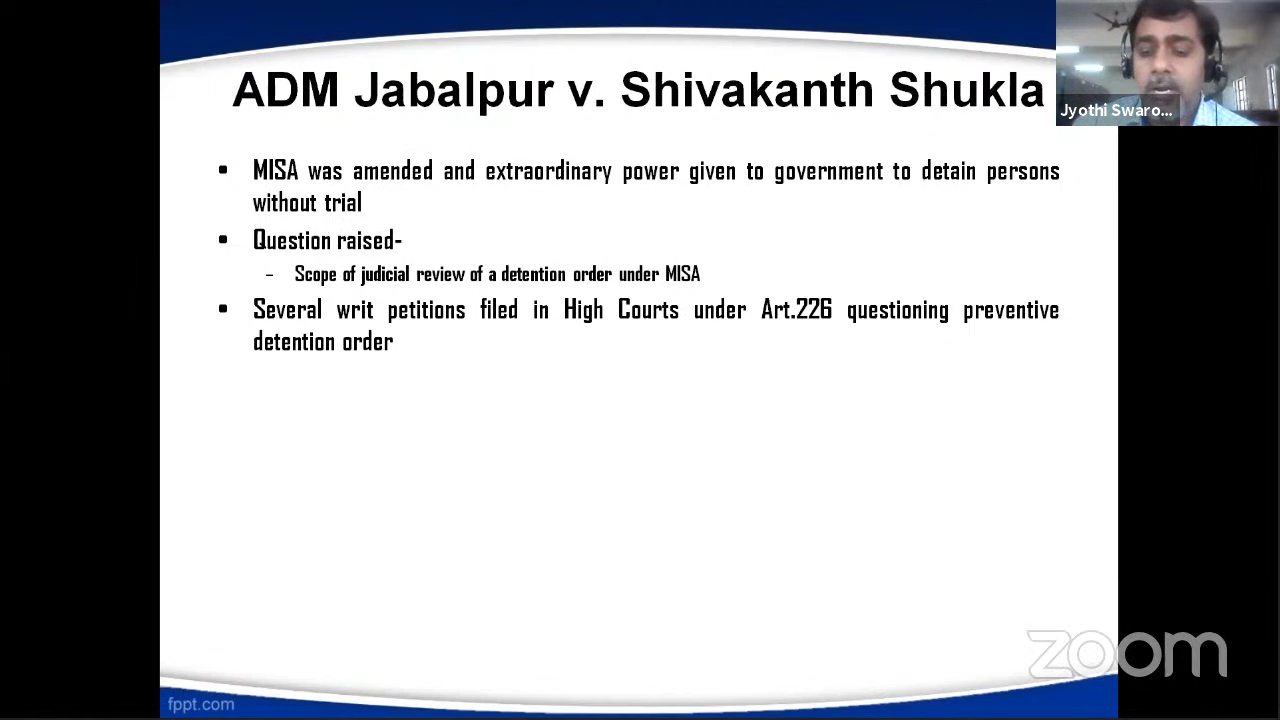 ADM Jabalpur v. Shivakanth Shukla
Jyothi Swaro...
• MISA was amended and extraordinary power given to government to detain persons
without trial
• Question raised-
– Scope of judicial review of a detention order under MISA
• Several writ petitions filed in High Courts under Art.226 questioning preventive
detention order
zoom
fppt.com